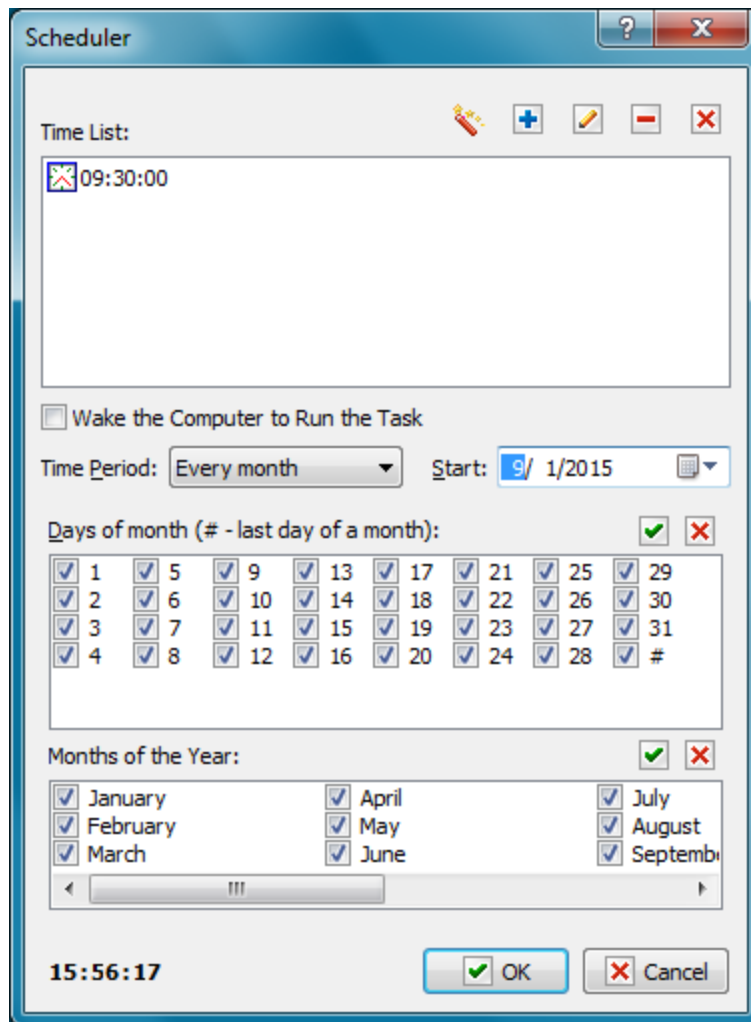 Scheduler
Time List:
09:30:00
Wake the Computer to Run the Task
Time Period: Every month Start: 9/ 1/2015
Days of month (# - last day of a month):
1 5 9 13 17 21 25 29
2 6 10 14 18 22 26 30
3 7 11 15 19 23 27 31
4 8 12 16 20 24 28 #
Months of the Year:
January April July
February May August
March June Septemb
15:56:17 OK Cancel